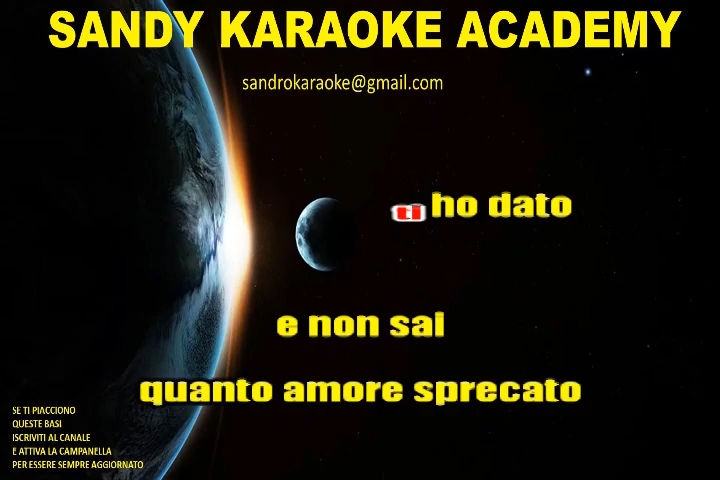 SANDY KARAOKE ACADEMY
sandrokaraoke@gmail.com
ti ho dato
e non sai
quanto amore sprecato
SE TI PIACCIONO
QUESTE BASI
ISCRIVITI AL CANALE
E ATTIVA LA CAMPANELLA
PER ESSERE SEMPRE AGGIORNATO